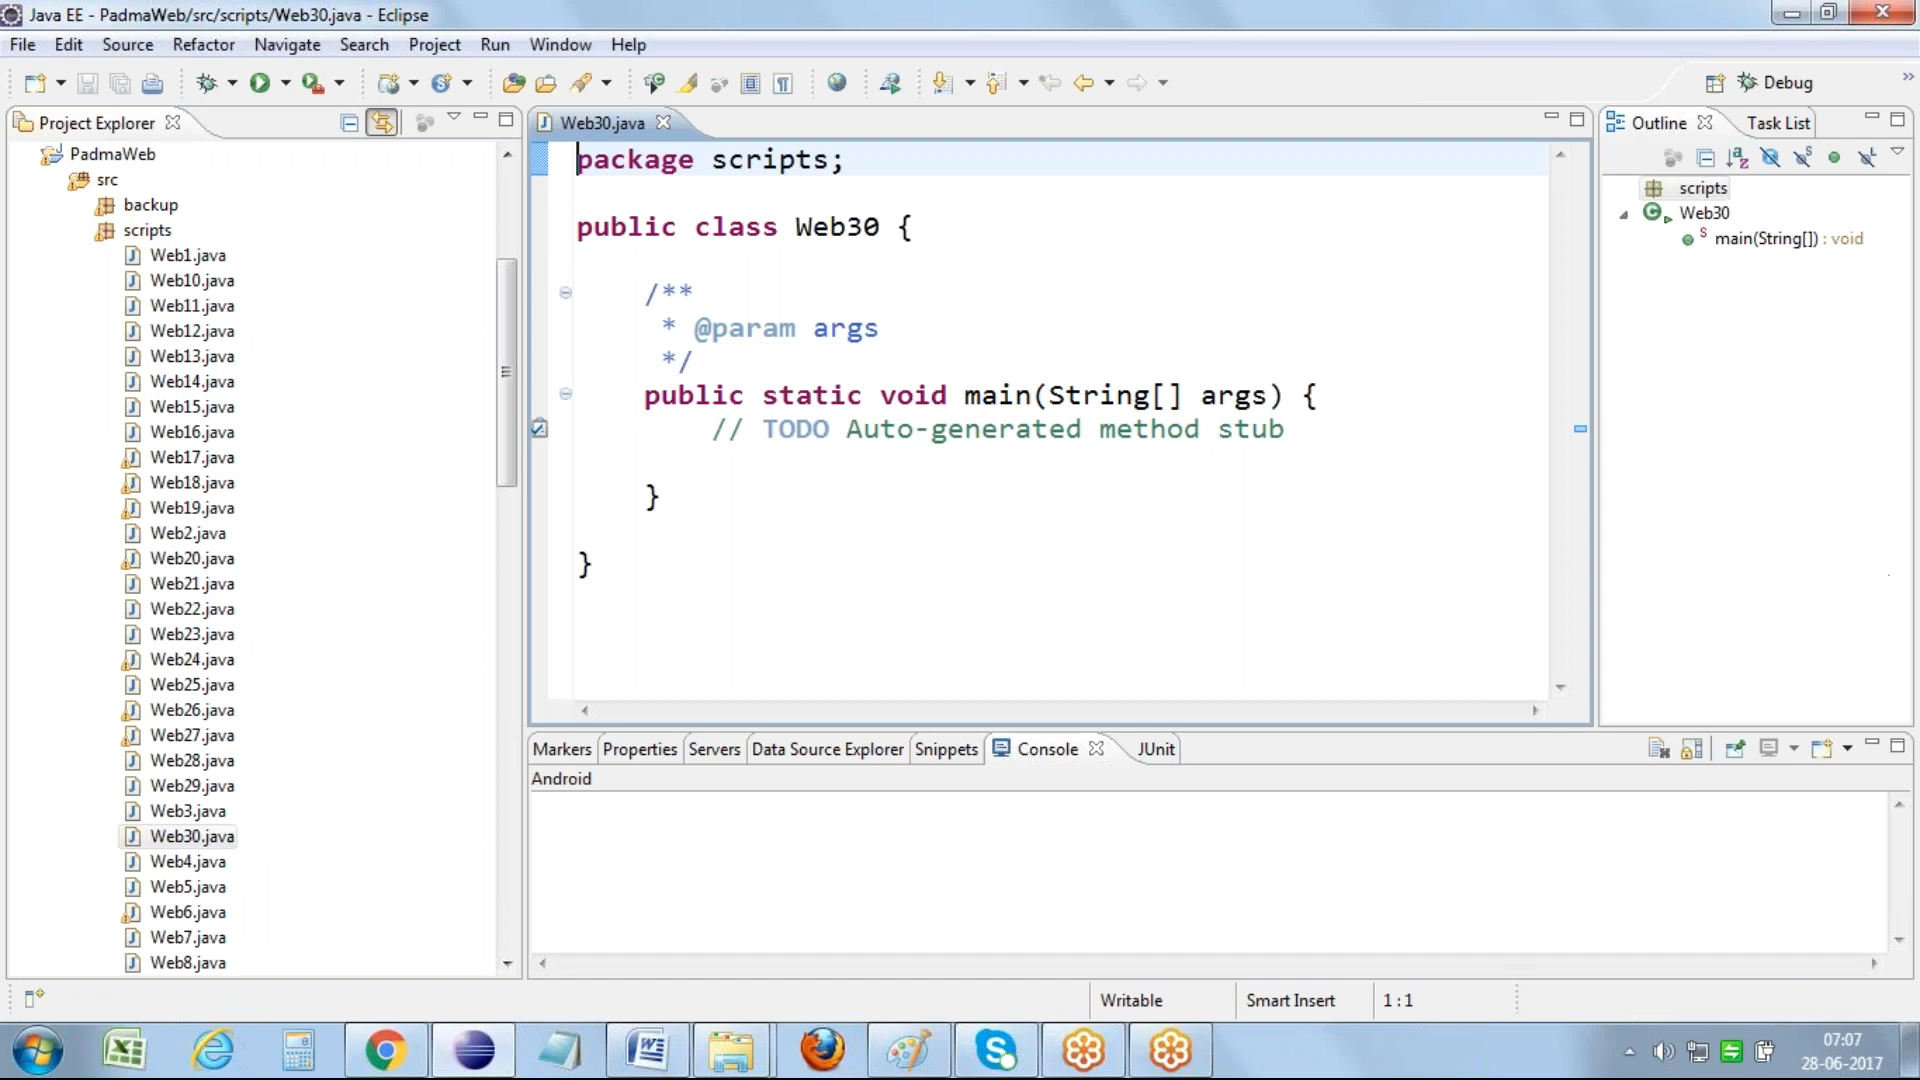 Java EE - PadmaWeb/src/scripts/Web30.java - Eclipse
File Edit Source Refactor Navigate Search Project Run Window Help
Debug
Project Explorer
PadmaWeb
src
backup
scripts
Web1.java
Web10.java
Web11.java
Web12.java
Web13.java
Web14.java
Web15.java
Web16.java
Web17.java
Web18.java
Web19.java
Web2.java
Web20.java
Web21.java
Web22.java
Web23.java
Web24.java
Web25.java
Web26.java
Web27.java
Web28.java
Web29.java
Web3.java
Web30.java
Web4.java
Web5.java
Web6.java
Web7.java
Web8.java
Web30.java
package scripts;
public class Web30 {
/**
* @param args
*/
public static void main(String[] args) {
// TODO Auto-generated method stub
}
}
Outline Task List
scripts
Web30
main(String[]) : void
Markers Properties Servers Data Source Explorer Snippets Console JUnit
Android
Writable Smart Insert 1 : 1
07:07
28-06-2017